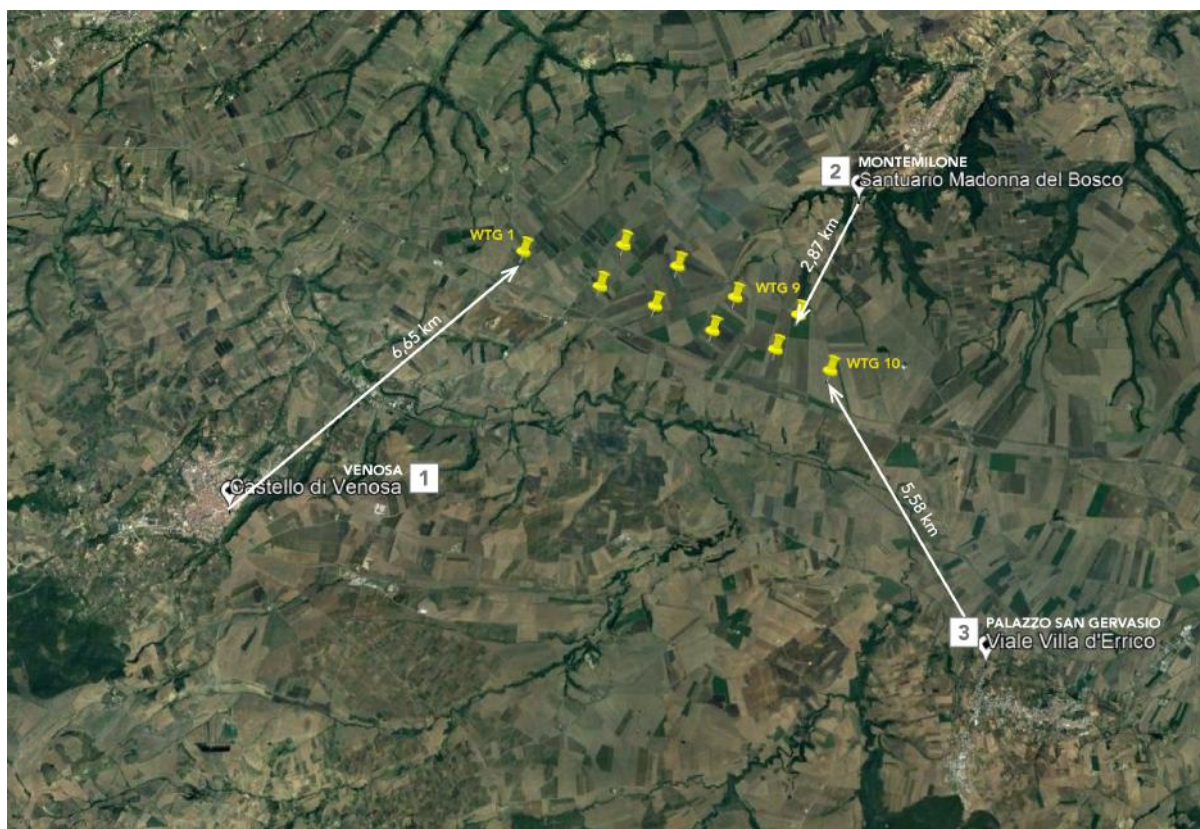 MONTEMILONE
2 Santuario Madonna del Bosco
WTG 1
2,87 km
WTG 9
6,65 km
WTG 10
VENOSA
Castello di Venosa 1
5,58 km
PALAZZO SAN GERVASIO
3 Viale Villa d'Errico